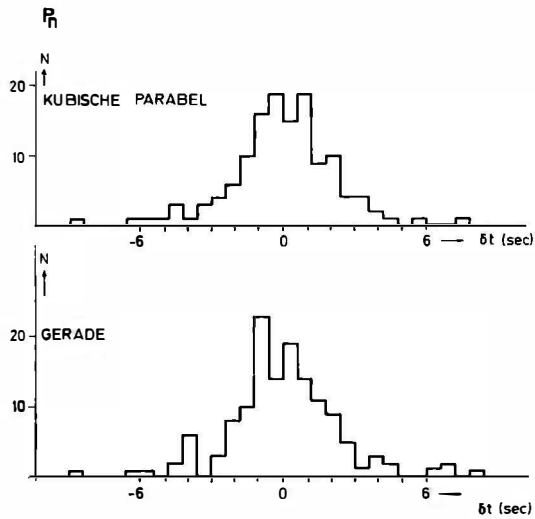 Pn
N
20
KUBISCHE PARABEL
10
-6 0 6 δt (sec)
N
GERADE
20
10
-6 0 6
δt (sec)